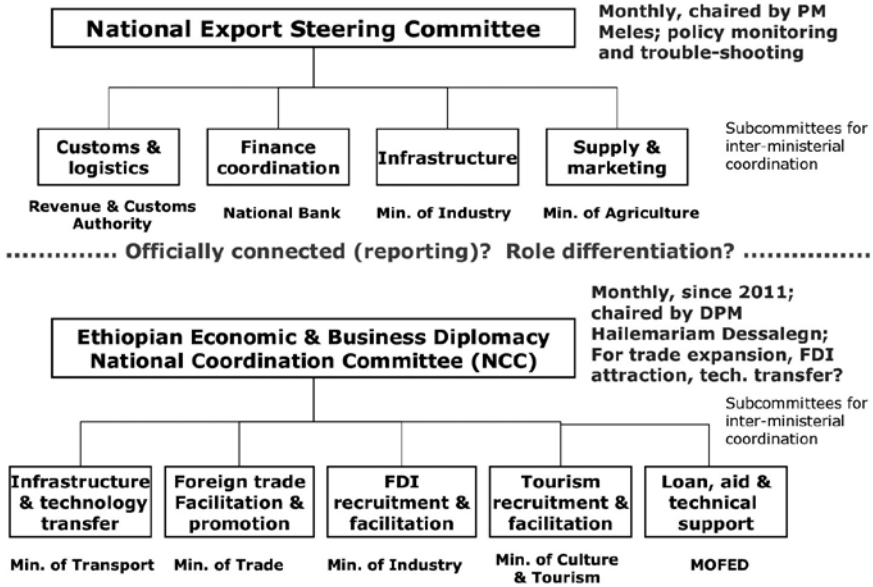 National Export Steering Committee
Monthly, chaired by PM
Meles; policy monitoring
and trouble-shooting
Customs &
logistics
Finance
coordination
Infrastructure
Supply &
marketing
Subcommittees for
inter-ministerial
coordination
Revenue & Customs
Authority
National Bank
Min. of Industry
Min. of Agriculture
............. Officially connected (reporting)? Role differentiation? ...............
Monthly, since 2011;
chaired by DPM
Hailemariam Dessalegn;
For trade expansion, FDI
attraction, tech. transfer?
Ethiopian Economic & Business Diplomacy
National Coordination Committee (NCC)
Subcommittees for
inter-ministerial
coordination
Infrastructure
& technology
transfer
Foreign trade
Facilitation &
promotion
FDI
recruitment &
facilitation
Tourism
recruitment &
facilitation
Loan, aid &
technical
support
Min. of Transport
Min. of Trade
Min. of Industry
Min. of Culture
& Tourism
MOFED